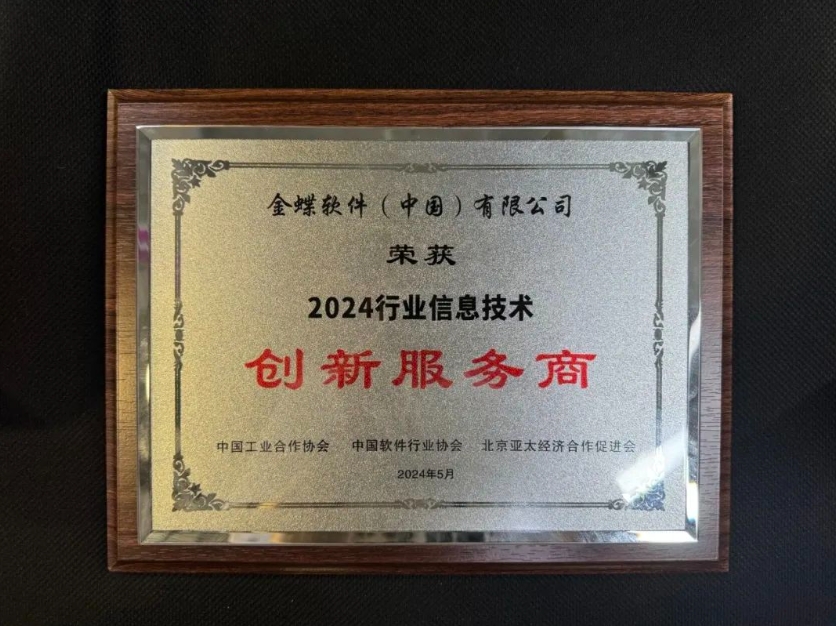 金蝶软件（中国）有限公司
荣获
2024行业信息技术
创新服务商
中国工业合作协会 中国软件行业协会 北京亚太经济合作促进会
2024年5月